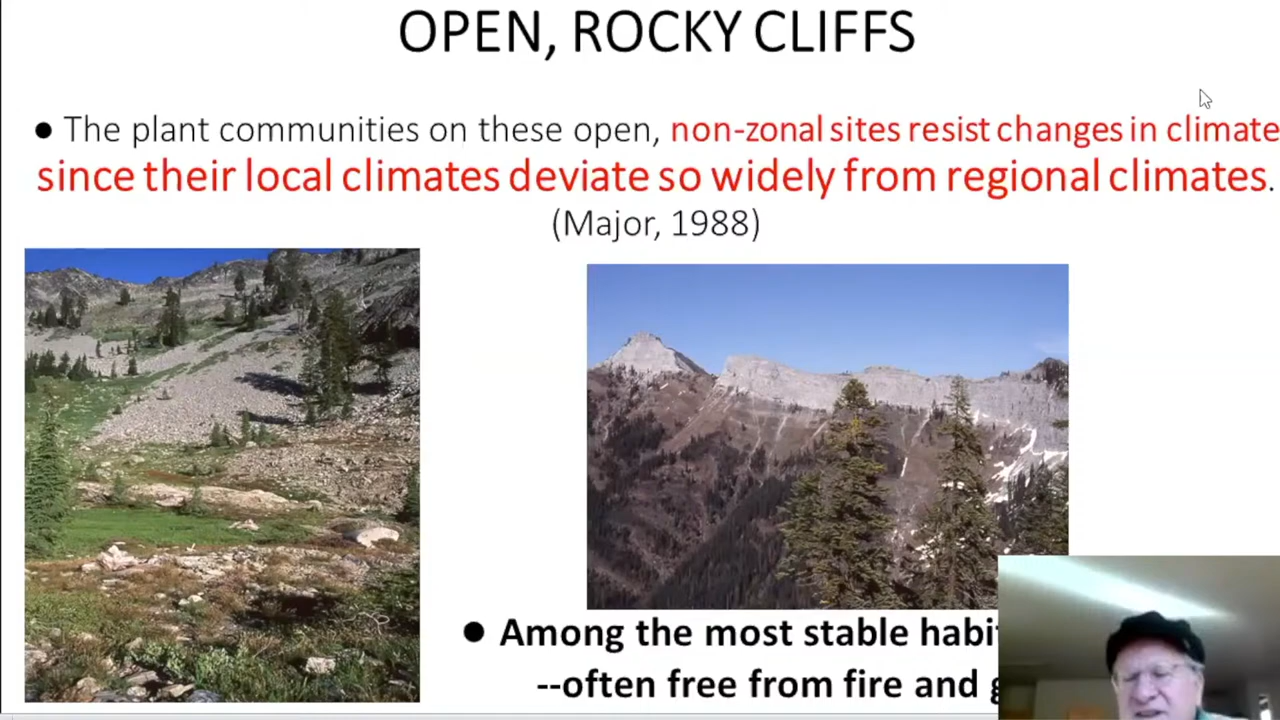 OPEN, ROCKY CLIFFS
● The plant communities on these open, non-zonal sites resist changes in climate
since their local climates deviate so widely from regional climates.
(Major, 1988)
● Among the most stable
--often free from fire and